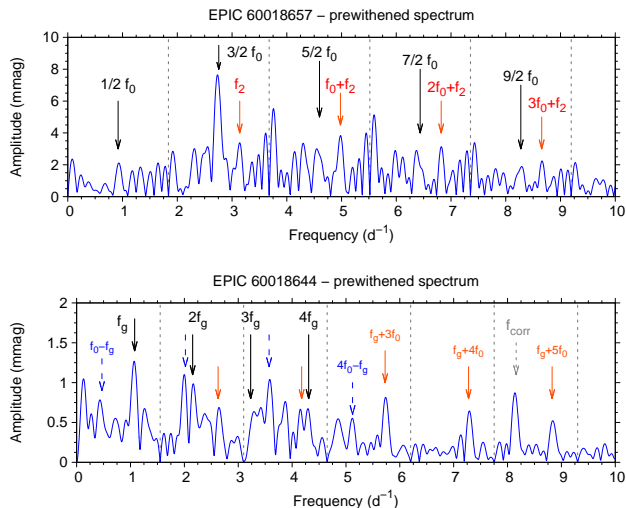 EPIC 60018657 − prewithened spectrum
10
8
6
4
2
0
Amplitude (mmag)
1/2 f0
3/2 f0
f2
5/2 f0
f0+f2
7/2 f0
2f0+f2
9/2 f0
3f0+f2
0 1 2 3 4 5 6 7 8 9 10
Frequency (d−1)
EPIC 60018644 − prewithened spectrum
2
1.5
1
0.5
0
Amplitude (mmag)
f0−fg
fg
2fg
3fg
4fg
4f0−fg
fg+3f0
fg+4f0
fcorr
fg+5f0
0 1 2 3 4 5 6 7 8 9 10
Frequency (d−1)